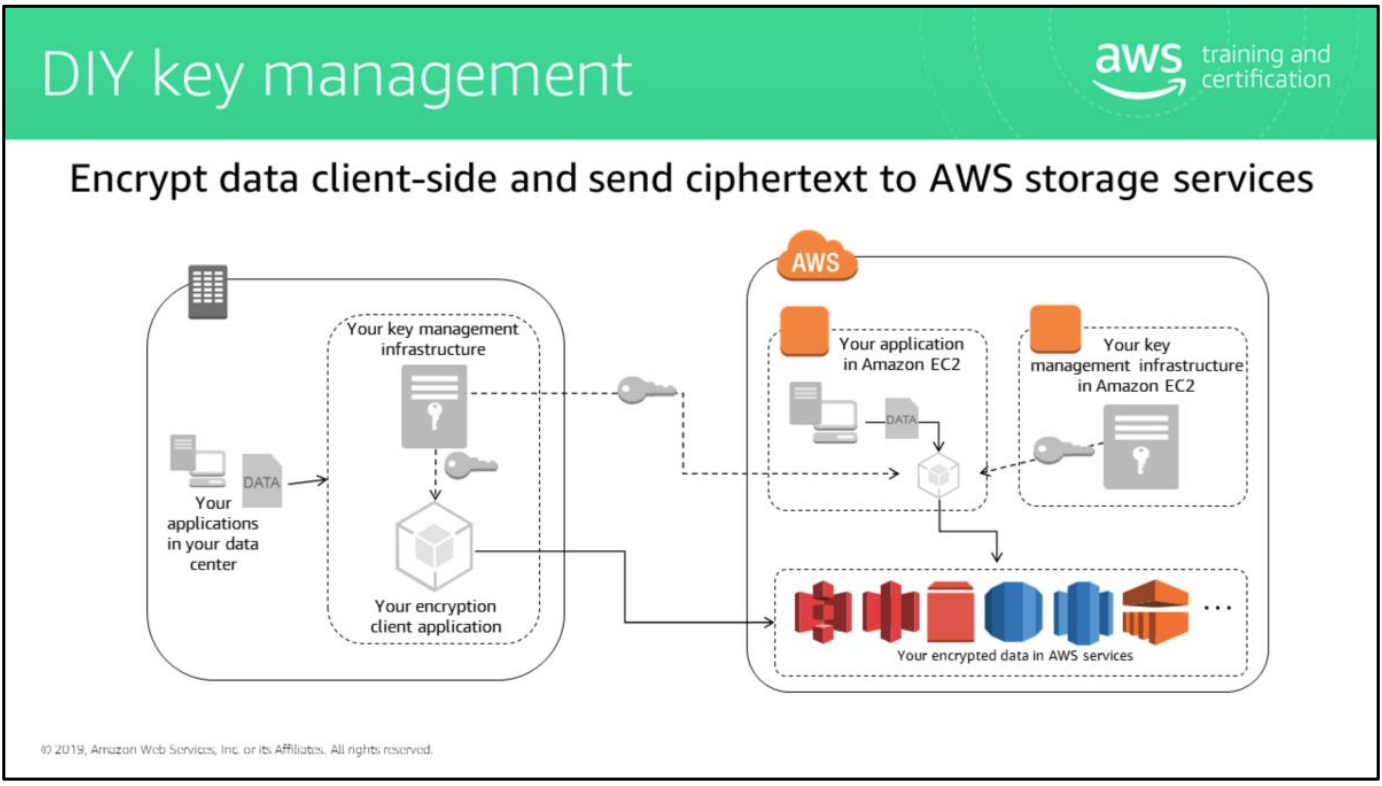 DIY key management
aws training and
certification
Encrypt data client-side and send ciphertext to AWS storage services
AWS
Your key management
infrastructure
DATA
Your
applications
in your data
center
Your encryption
client application
Your application
in Amazon EC2
DATA
Your key
management infrastructure
in Amazon EC2
Your encrypted data in AWS services
...
© 2019, Amazon Web Services, Inc. or its Affiliates. All rights reserved.